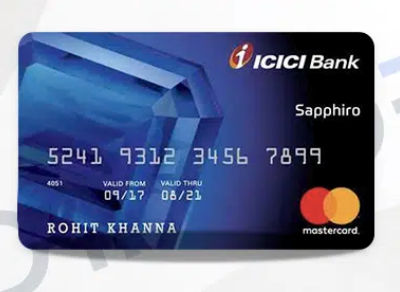 ICICI Bank
Sapphiro
5241 9312 3456 7899
4051 VALID FROM VALID THRU
09/17 08/21
ROHIT KHANNA
mastercard.